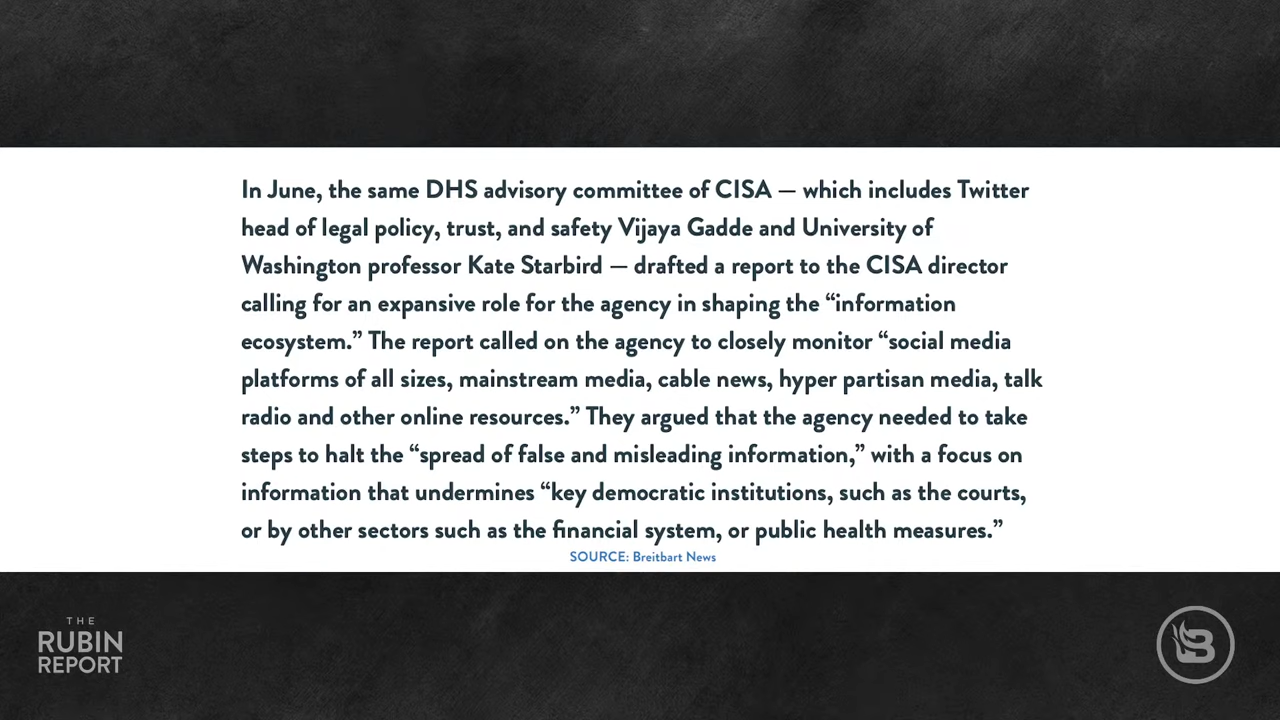 In June, the same DHS advisory committee of CISA — which includes Twitter
head of legal policy, trust, and safety Vijaya Gadde and University of
Washington professor Kate Starbird — drafted a report to the CISA director
calling for an expansive role for the agency in shaping the “information
ecosystem.” The report called on the agency to closely monitor “social media
platforms of all sizes, mainstream media, cable news, hyper partisan media, talk
radio and other online resources.” They argued that the agency needed to take
steps to halt the “spread of false and misleading information,” with a focus on
information that undermines “key democratic institutions, such as the courts,
or by other sectors such as the financial system, or public health measures.”
SOURCE: Breitbart News
THE
RUBIN
REPORT
B